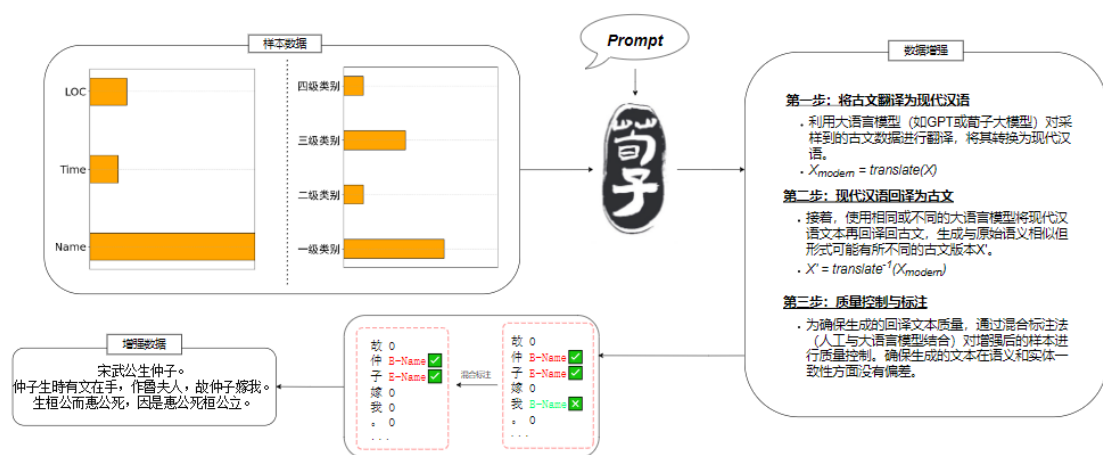 样本数据
LOC
Time
Name
四级类别
三级类别
二级类别
一级类别
Prompt
荀子
数据增强
第一步：将古文翻译为现代汉语
• 利用大语言模型（如GPT或荀子大模型）对采
样到的古文数据进行翻译，将其转换为现代汉
语。
• Xmodern = translate(X)
第二步：现代汉语回译为古文
• 接着，使用相同或不同的大语言模型将现代汉
语文本再回译回古文，生成与原始语义相似但
形式可能有所不同的古文版本X'。
• X' = translate⁻¹(Xmodern)
第三步：质量控制与标注
• 为确保生成的回译文本质量，通过混合标注法
（人工与大语言模型结合）对增强后的样本进
行质量控制。确保生成的文本在语义和实体一
致性方面没有偏差。
故 O
仲 E-Name
子 E-Name
嫁 O
我 E-Name
。 O
...
混合标注
故 O
仲 E-Name
子 E-Name
嫁 O
我 O
。 O
...
增强数据
宋武公生仲子。
仲子生時有文在手，作魯夫人，故仲子嫁我。
生桓公而惠公死，因是惠公死桓公立。